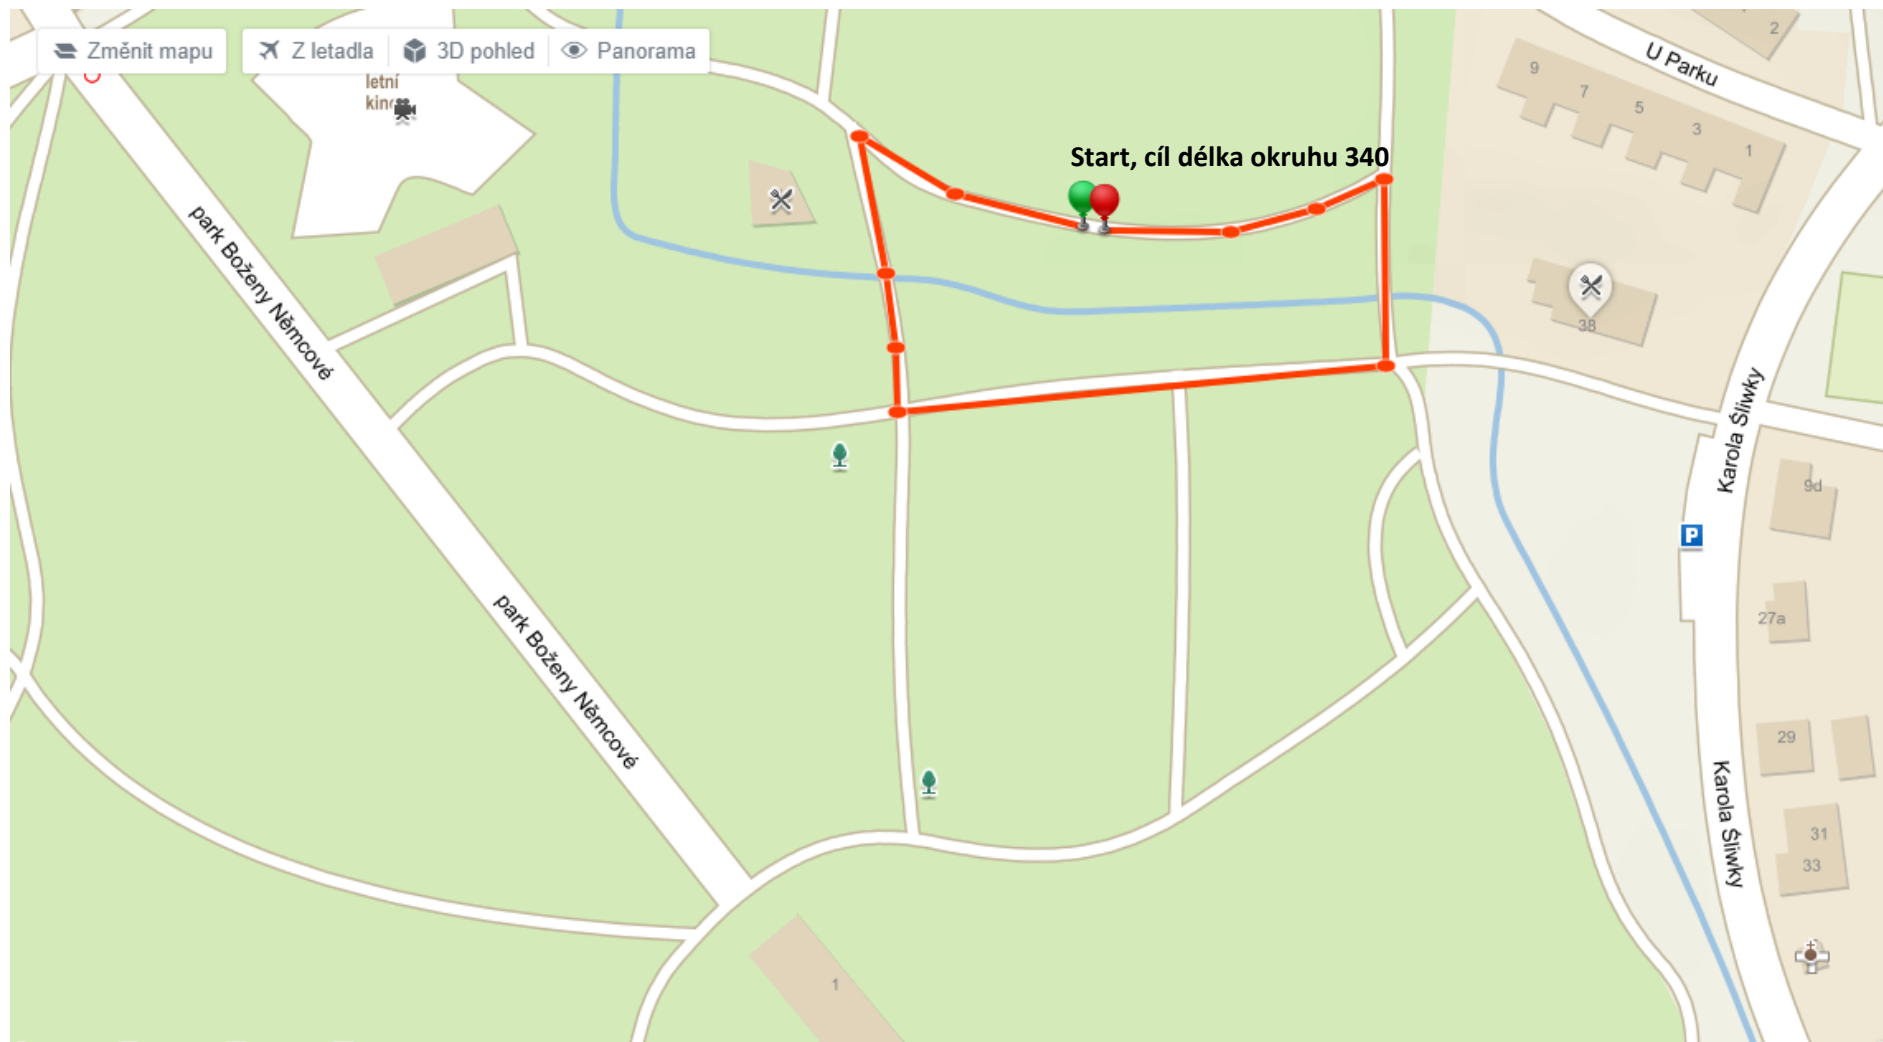 Změnit mapu
Z letadla
3D pohled
Panorama
letní
kino
U Parku
2
9
7
5
3
1
Start, cíl délka okruhu 340
38
park Boženy Němcové
Karola Śliwky
9d
P
27a
park Boženy Němcové
29
Karola Śliwky
31
33
1